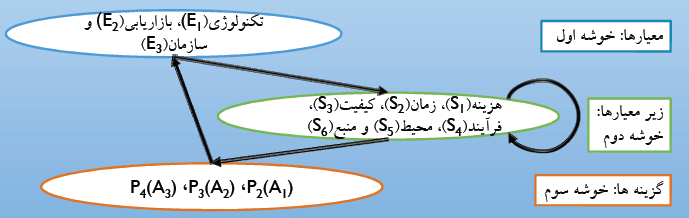 تکنولوژی(E1)، بازاریابی(E2) و
سازمان(E3)
معیارها: خوشه اول
هزینه(S1)، زمان(S2)، کیفیت(S3)،
فرآیند(S4)، محیط(S5) و منبع(S6)
زیر معیارها:
خوشه دوم
P2(A1)، P3(A2)، P4(A3)
گزینه ها: خوشه سوم